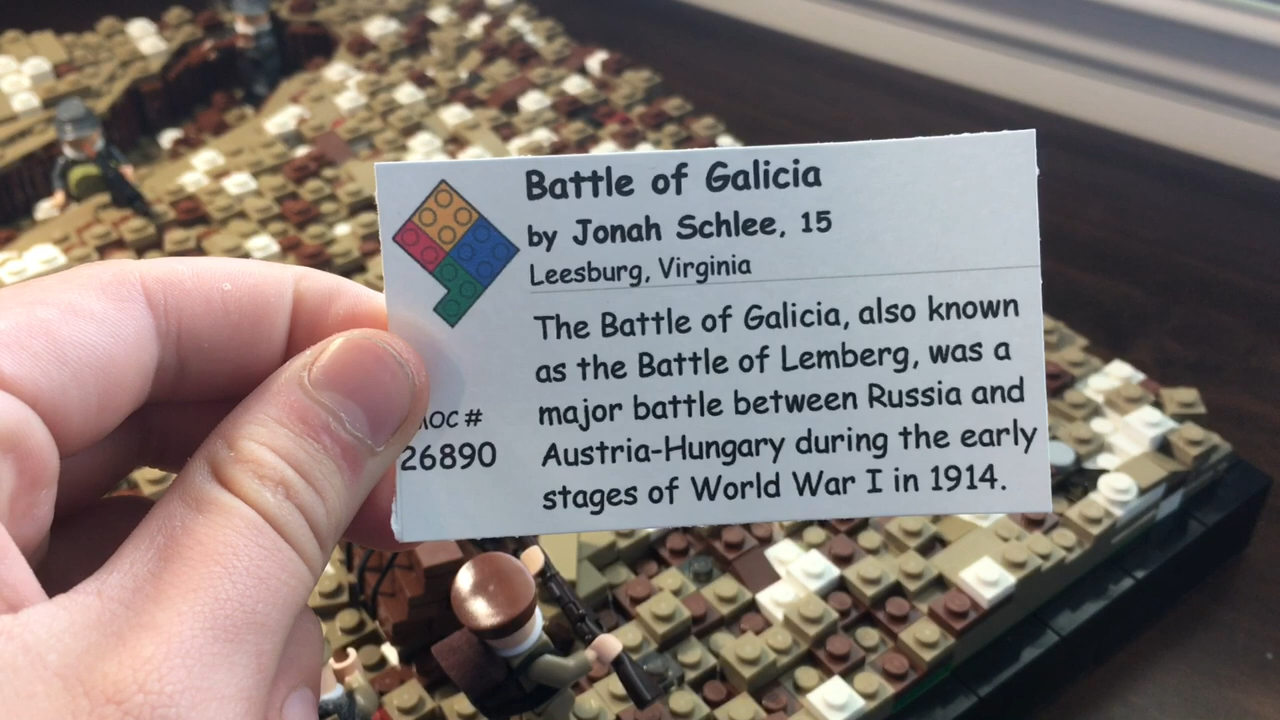 Battle of Galicia
by Jonah Schlee, 15
Leesburg, Virginia
The Battle of Galicia, also known
as the Battle of Lemberg, was a
major battle between Russia and
Austria-Hungary during the early
stages of World War I in 1914.
MOC #
26890